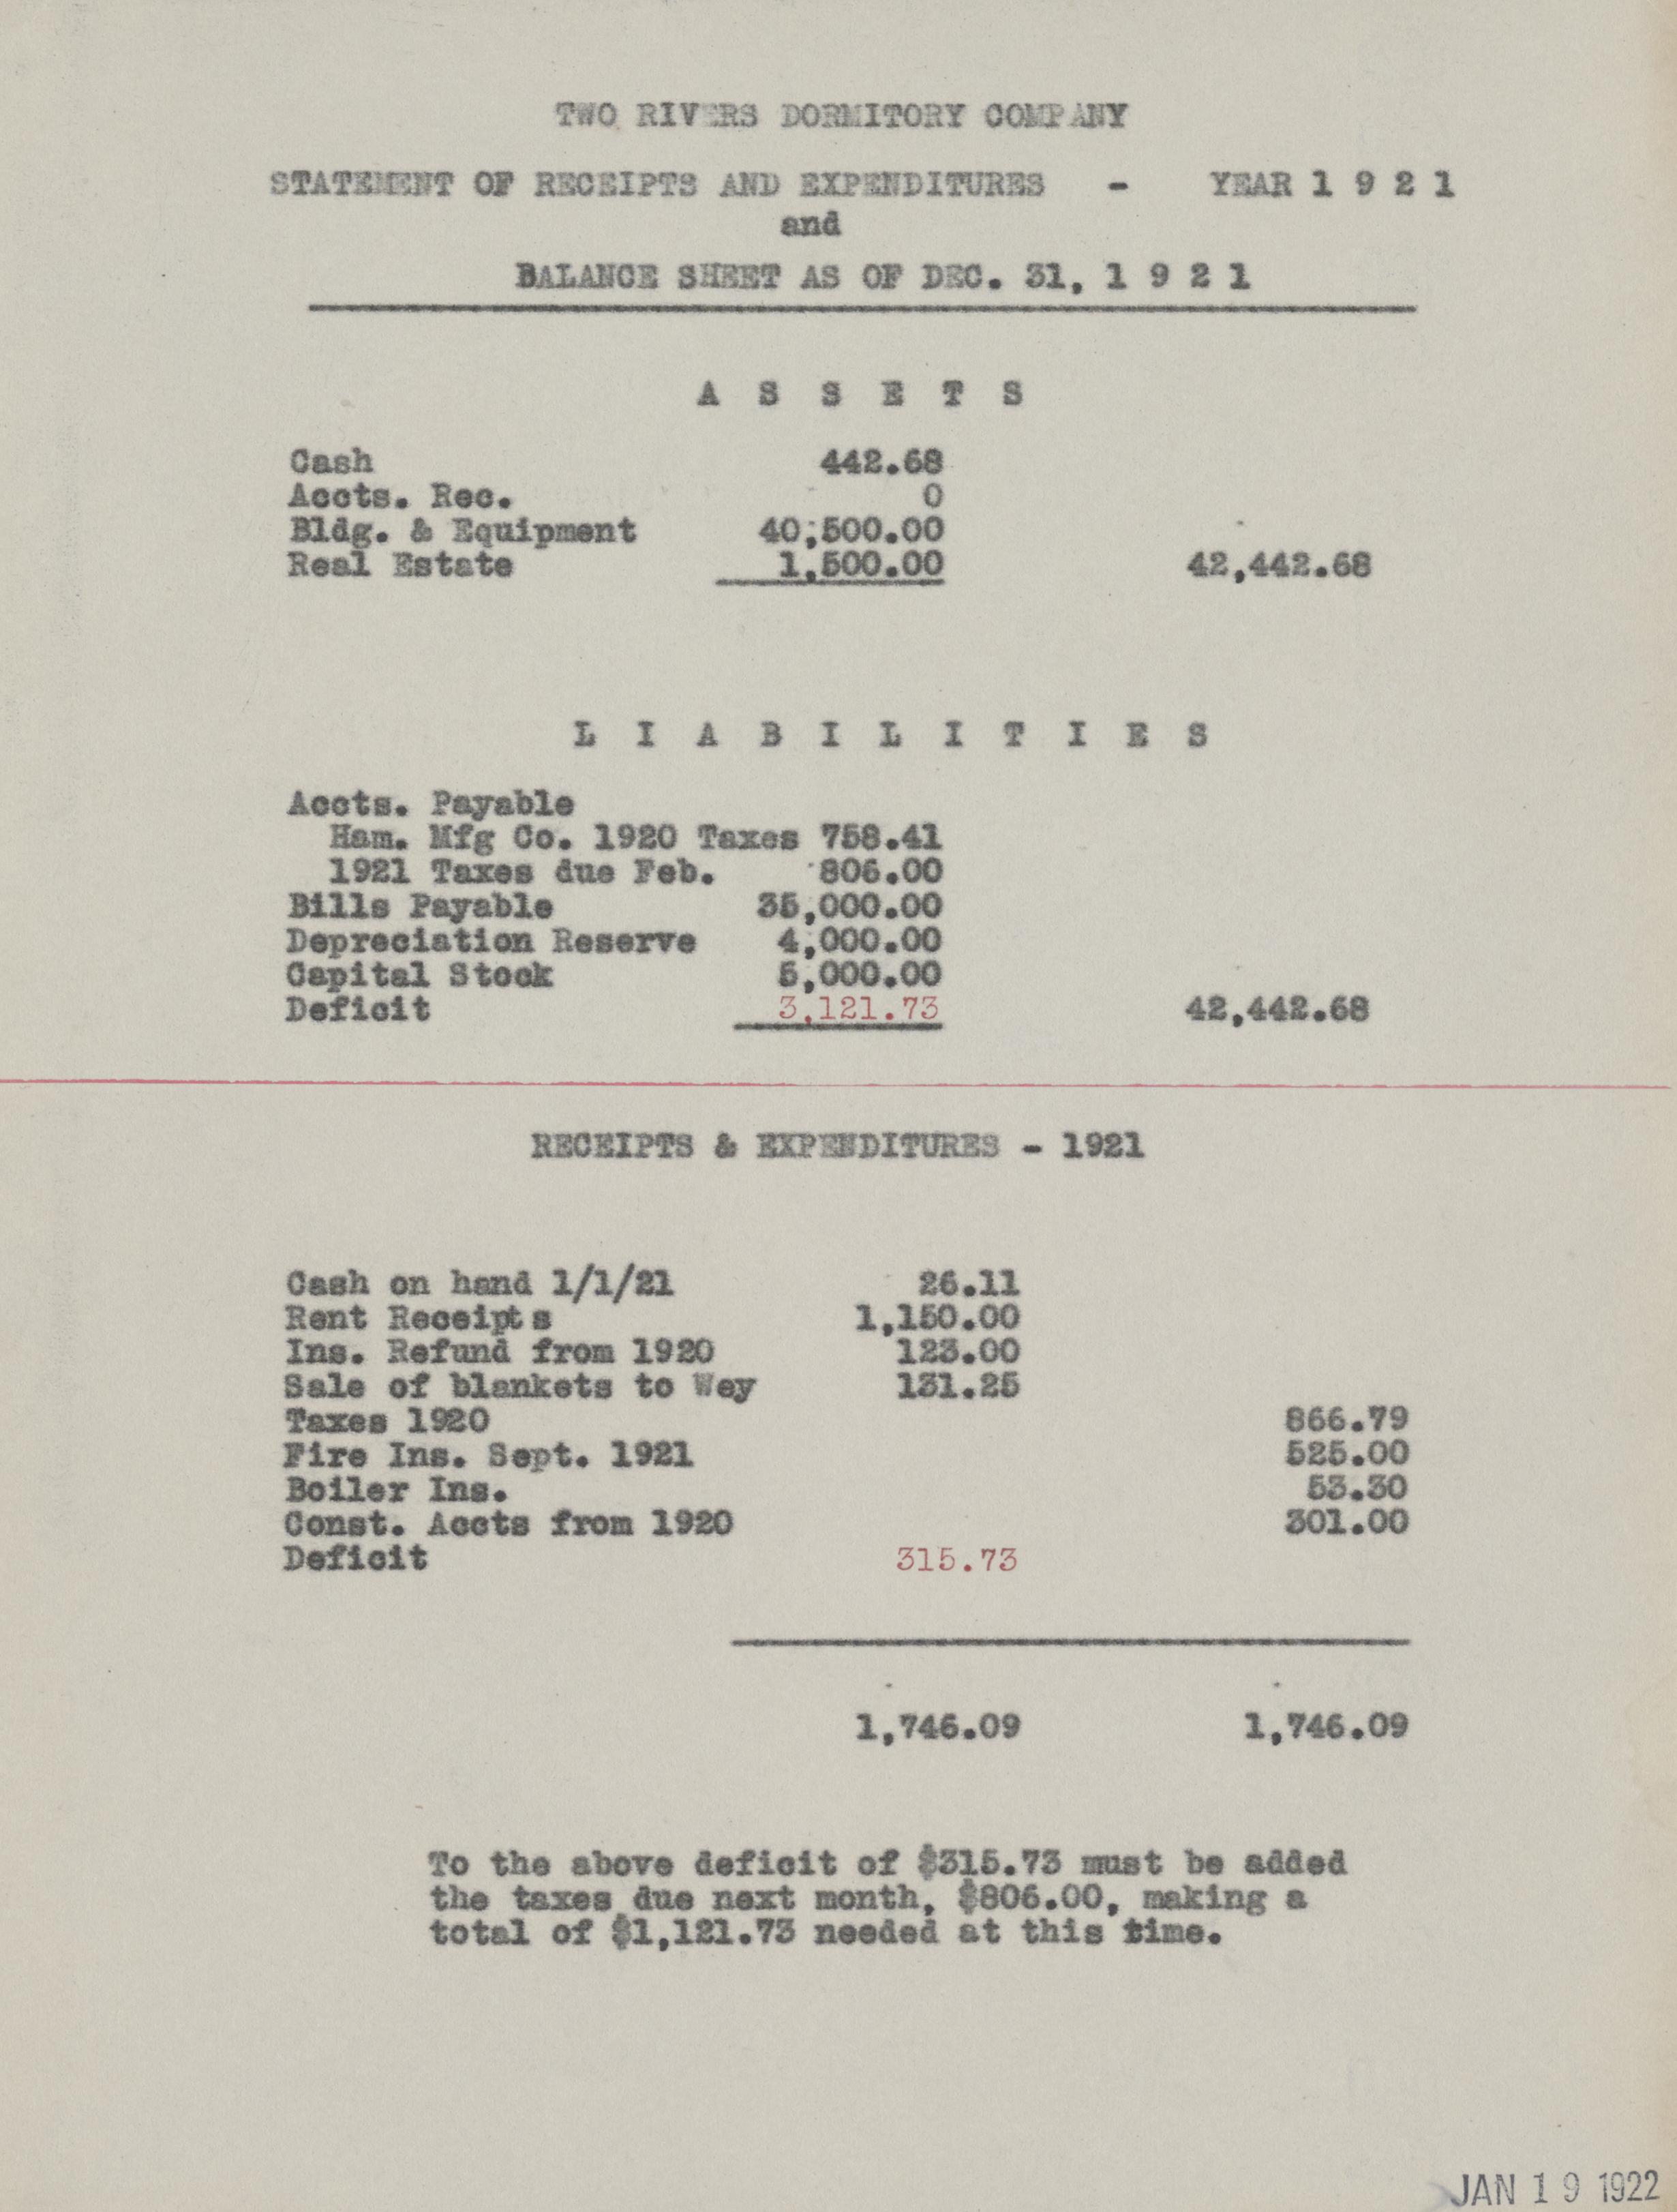 TWO RIVERS DORMITORY COMPANY
STATEMENT OF RECEIPTS AND EXPENDITURES - YEAR 1 9 2 1
and
BALANCE SHEET AS OF DEC. 31, 1 9 2 1
A S S E T S
Cash 442.68
Accts. Rec. 0
Bldg. & Equipment 40,500.00
Real Estate 1,500.00 42,442.68
L I A B I L I T I E S
Accts. Payable
Ham. Mfg Co. 1920 Taxes 758.41
1921 Taxes due Feb. 806.00
Bills Payable 35,000.00
Depreciation Reserve 4,000.00
Capital Stock 5,000.00
Deficit 3,121.73 42,442.68
RECEIPTS & EXPENDITURES - 1921
Cash on hand 1/1/21 26.11
Rent Receipts 1,150.00
Ins. Refund from 1920 123.00
Sale of blankets to Wey 131.25
Taxes 1920 866.79
Fire Ins. Sept. 1921 525.00
Boiler Ins. 53.30
Const. Accts from 1920 301.00
Deficit 315.73
1,746.09 1,746.09
To the above deficit of $315.73 must be added
the taxes due next month, $806.00, making a
total of $1,121.73 needed at this time.
JAN 19 1922